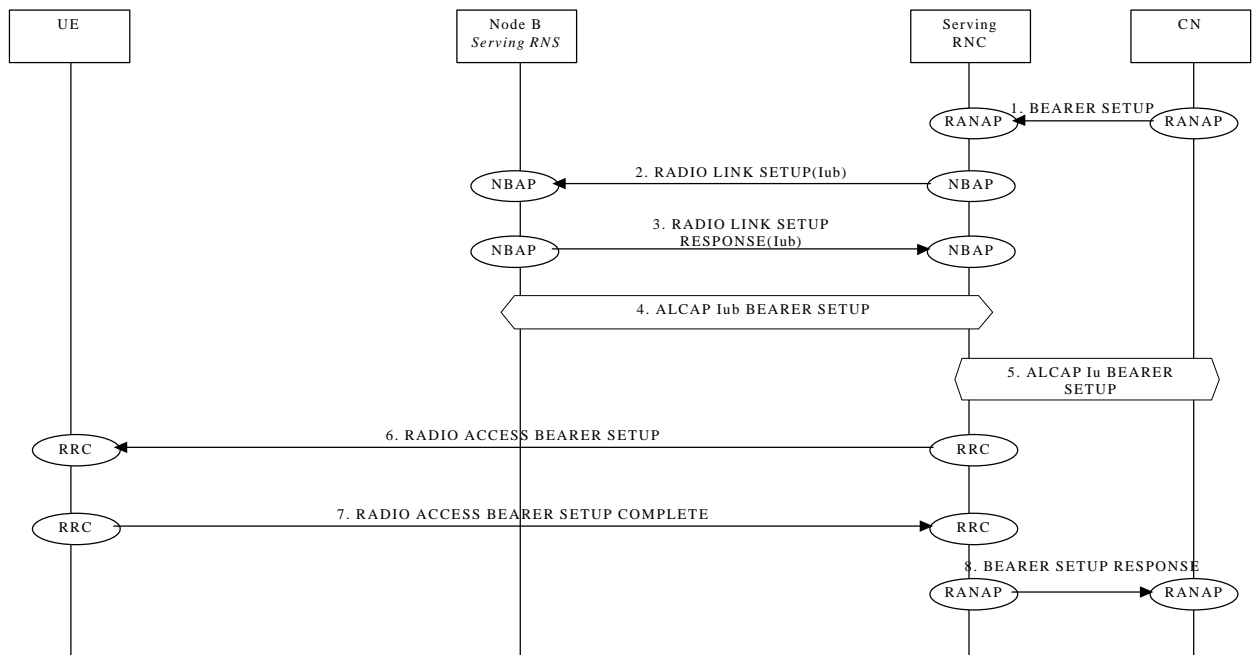 UE
Node B
Serving RNS
Serving
RNC
CN
1. BEARER SETUP
RANAP
RANAP
2. RADIO LINK SETUP(Iub)
NBAP
NBAP
3. RADIO LINK SETUP
RESPONSE(Iub)
NBAP
NBAP
4. ALCAP Iub BEARER SETUP
5. ALCAP Iu BEARER
SETUP
6. RADIO ACCESS BEARER SETUP
RRC
RRC
7. RADIO ACCESS BEARER SETUP COMPLETE
RRC
RRC
8. BEARER SETUP RESPONSE
RANAP
RANAP